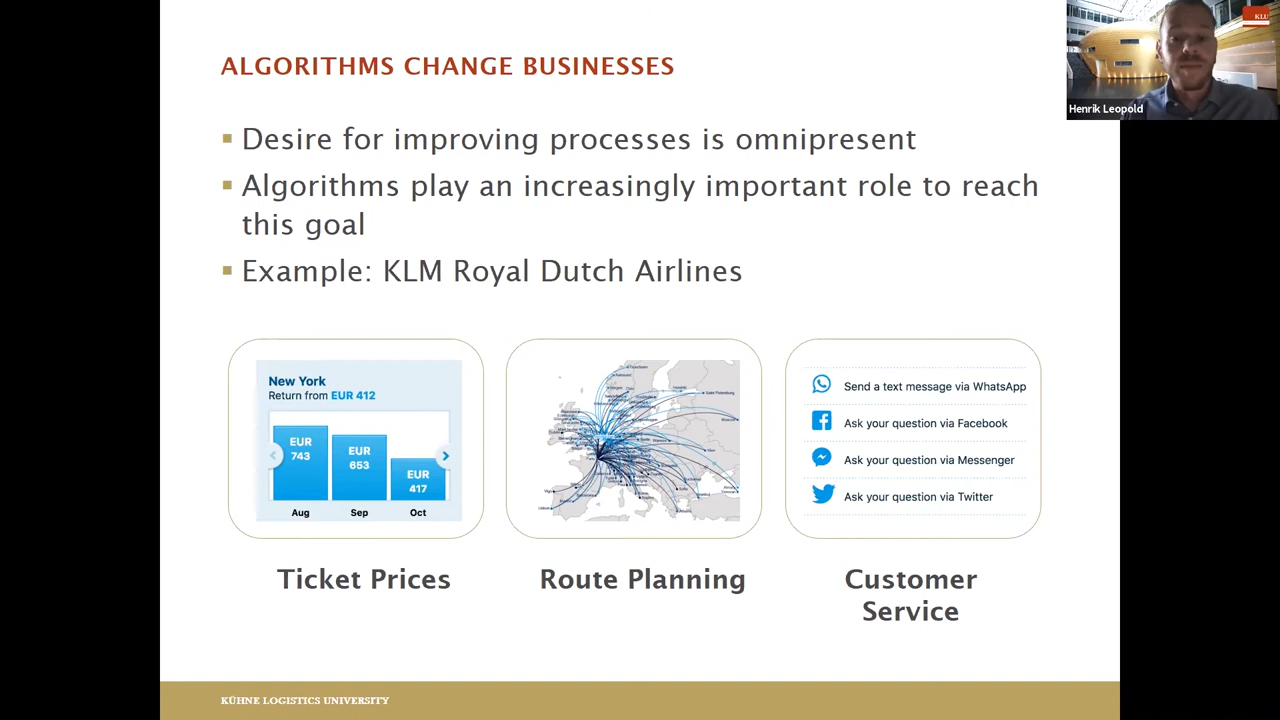 ALGORITHMS CHANGE BUSINESSES
KLU
Henrik Leopold
Desire for improving processes is omnipresent
Algorithms play an increasingly important role to reach
this goal
Example: KLM Royal Dutch Airlines
New York
Return from EUR 412
EUR
743
EUR
653
EUR
417
Aug
Sep
Oct
Send a text message via WhatsApp
Ask your question via Facebook
Ask your question via Messenger
Ask your question via Twitter
Ticket Prices
Route Planning
Customer
Service
KÜHNE LOGISTICS UNIVERSITY